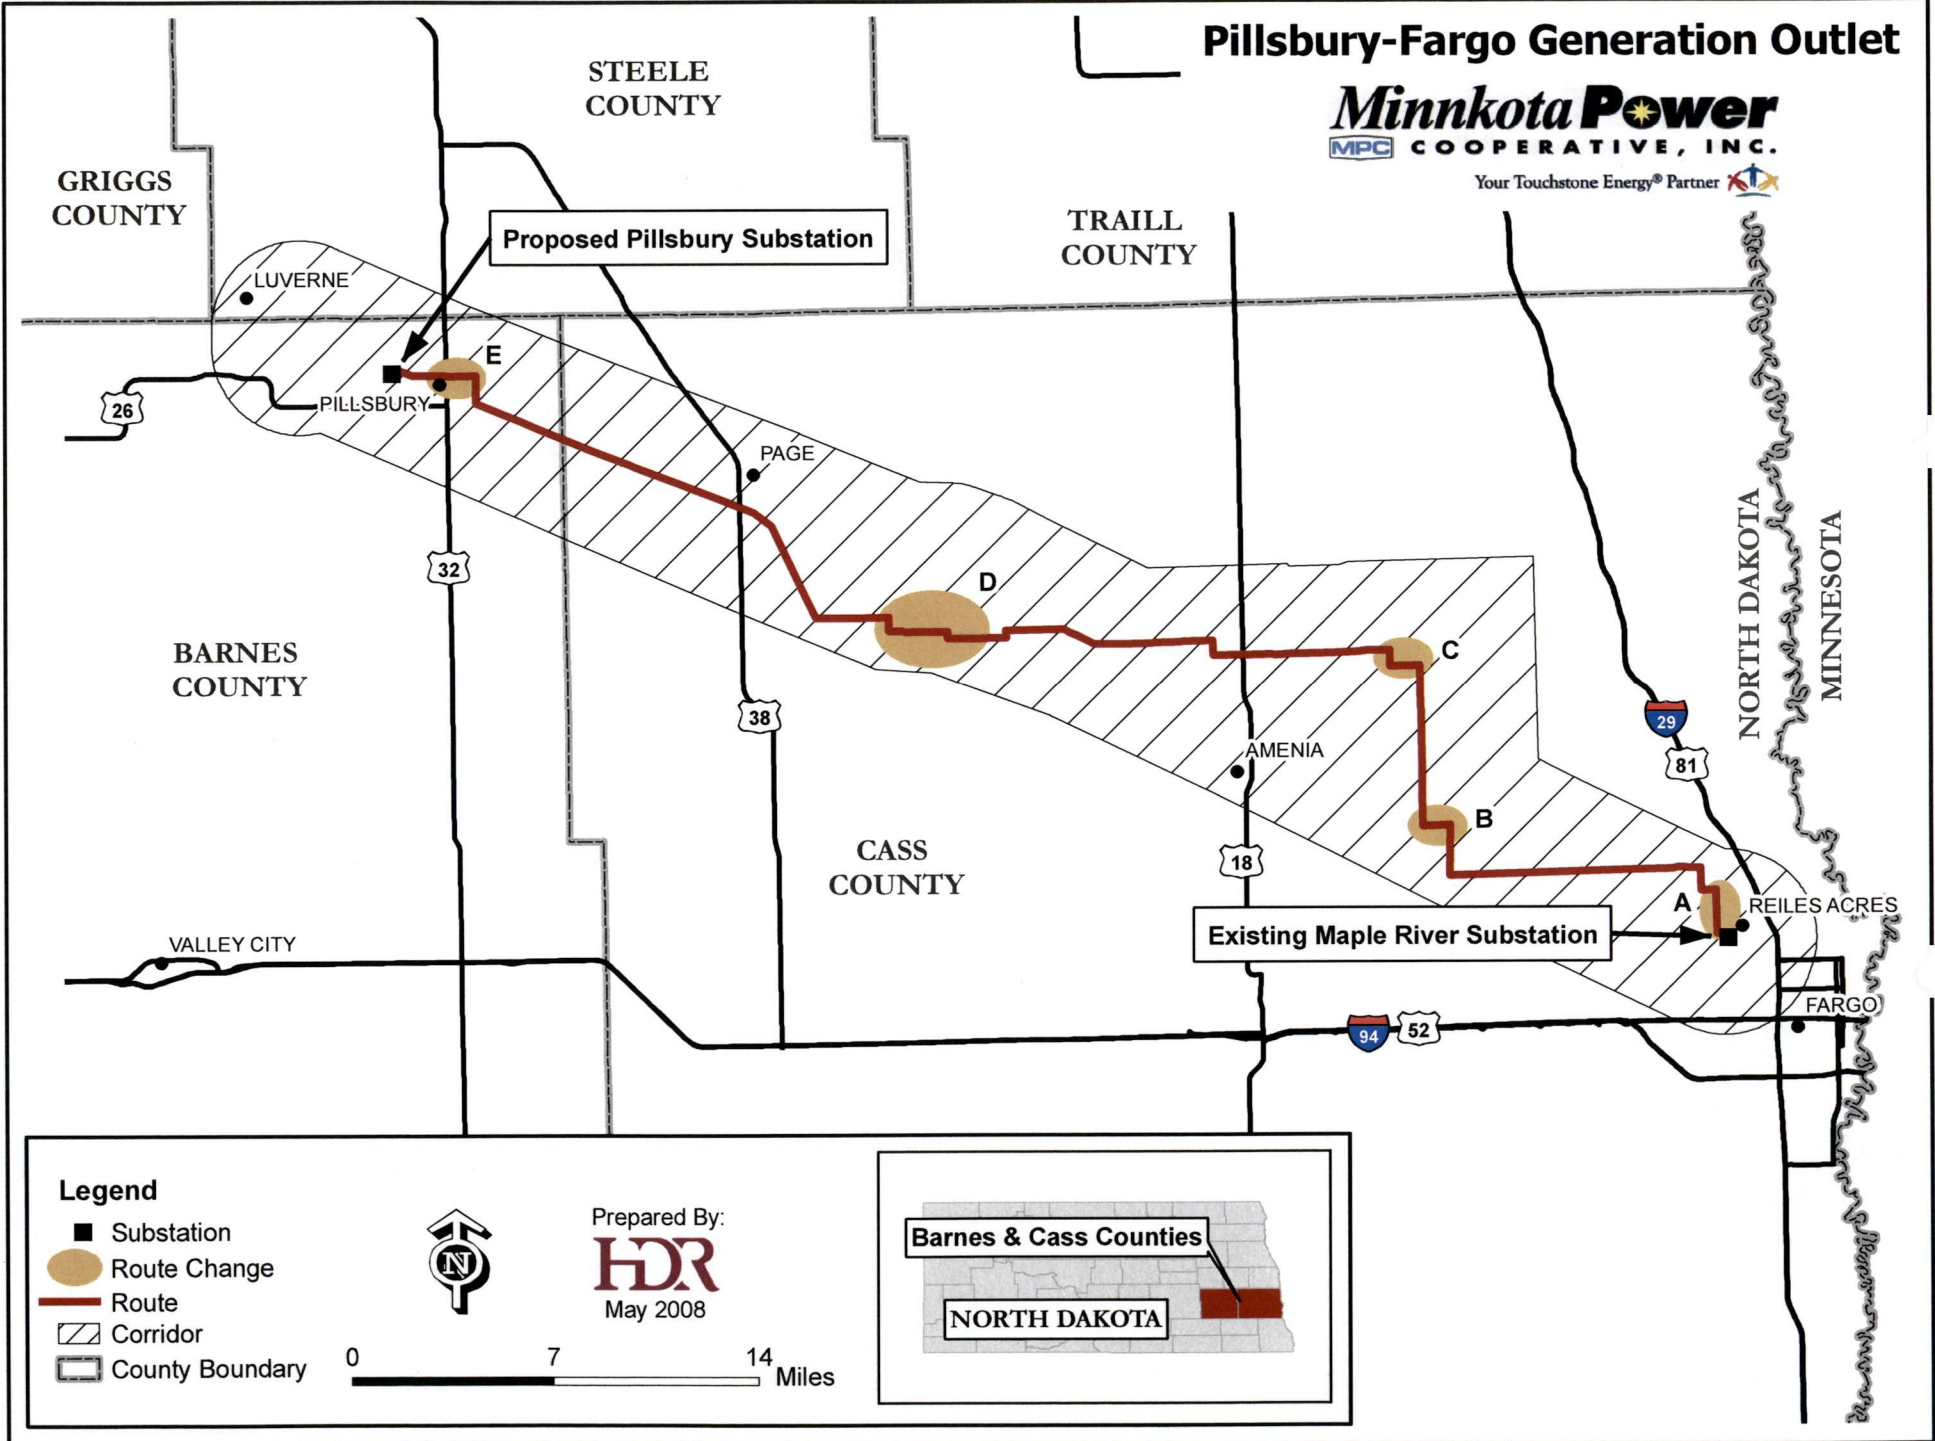 Pillsbury-Fargo Generation Outlet
Minnkota Power
MPC COOPERATIVE, INC.
Your Touchstone Energy® Partner
STEELE
COUNTY
GRIGGS
COUNTY
TRAILL
COUNTY
Proposed Pillsbury Substation
LUVERNE
E
26
PILLSBURY
PAGE
32
D
NORTH DAKOTA
MINNESOTA
BARNES
COUNTY
C
38
29
81
AMENIA
B
CASS
COUNTY
18
A
REILES ACRES
Existing Maple River Substation
VALLEY CITY
FARGO
94
52
Legend
Substation
Route Change
Route
Corridor
County Boundary
N
Prepared By:
HDR
May 2008
0 7 14
Miles
Barnes & Cass Counties
NORTH DAKOTA